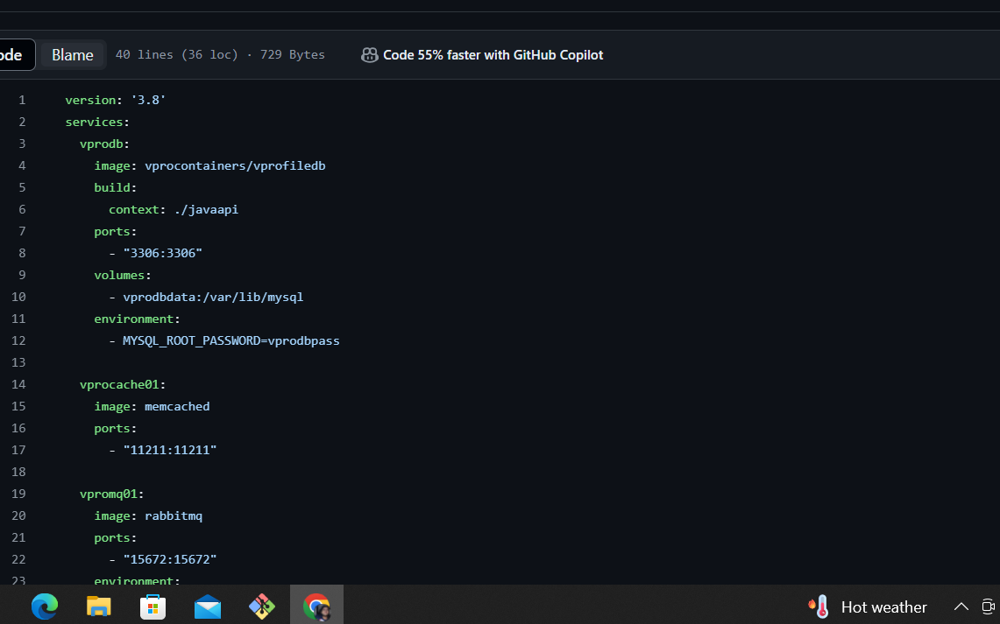 ode Blame 40 lines (36 loc) · 729 Bytes Code 55% faster with GitHub Copilot
1 version: '3.8'
2 services:
3   vprodb:
4     image: vprocontainers/vprofiledb
5     build:
6       context: ./javaapi
7     ports:
8       - "3306:3306"
9     volumes:
10       - vprodbdata:/var/lib/mysql
11     environment:
12       - MYSQL_ROOT_PASSWORD=vprodbpass
13
14   vprocache01:
15     image: memcached
16     ports:
17       - "11211:11211"
18
19   vpromq01:
20     image: rabbitmq
21     ports:
22       - "15672:15672"
23     environment:
Hot weather